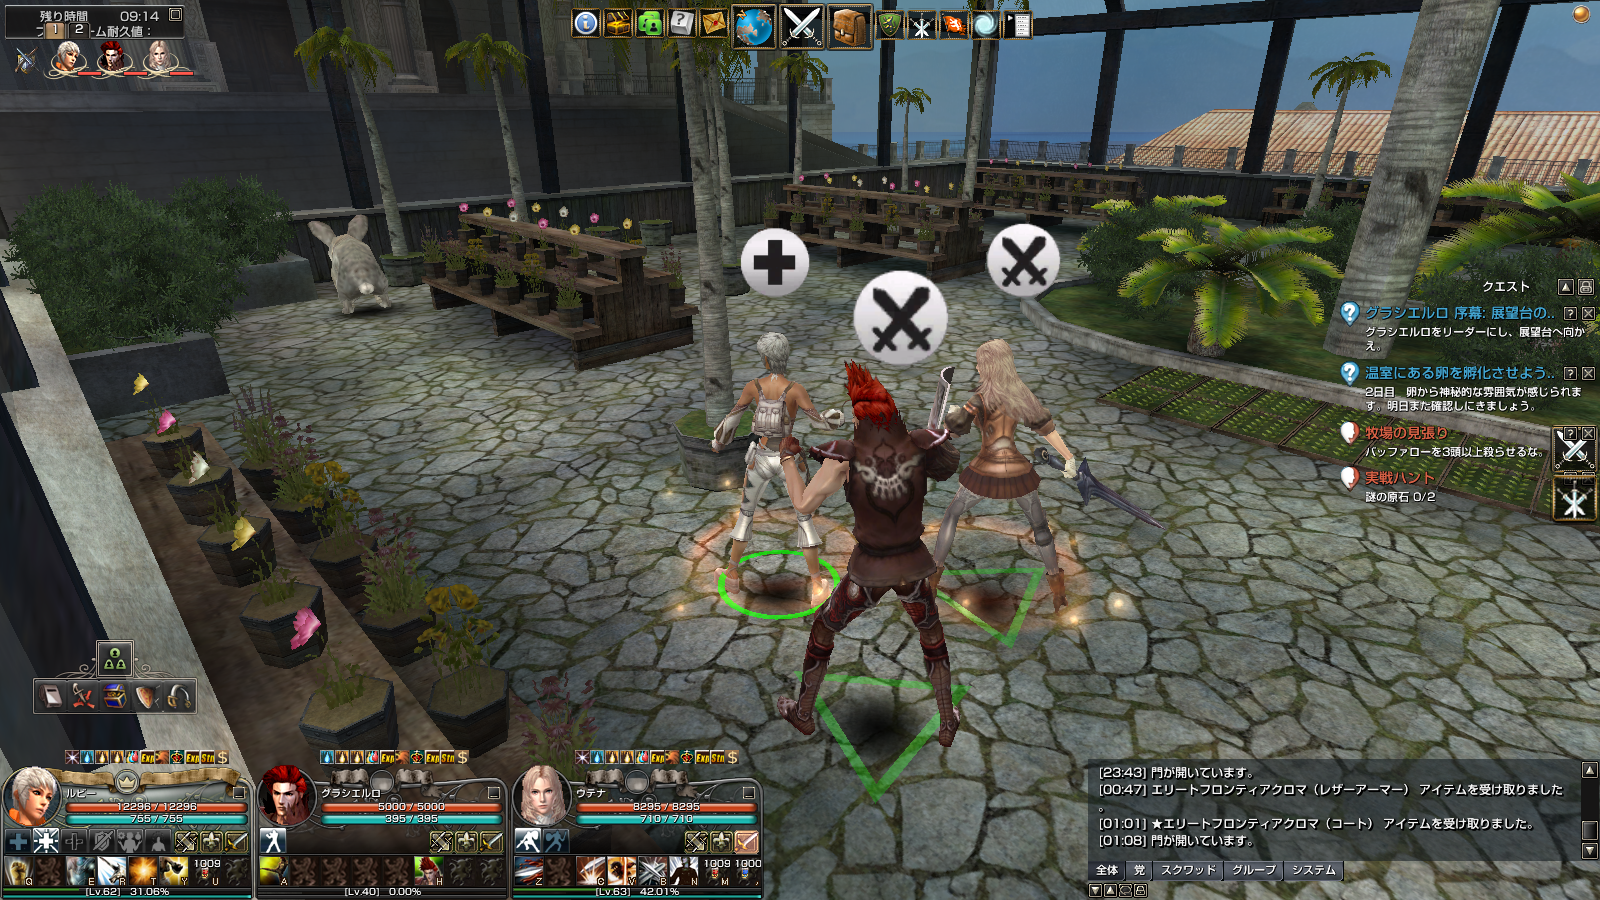 残り時間 09:14
ーム耐久値：
1 2
クエスト
グラシエルロ 序幕: 展望台の..
グラシエルロをリーダーにし、展望台へ向かえ。
温室にある卵を孵化させよう..
2日目 卵から神秘的な雰囲気が感じられます。明日また確認しにきましょう。
牧場の見張り
バッファローを3頭以上殺らせるな。
実戦ハント
謎の原石 0/2
ルビー
12296 / 12296
755 / 755
Q E R T Y U
1009
[Lv.62] 31.06%
グラシエルロ
5000 / 5000
395 / 395
A H
[Lv.40] 0.00%
ウテナ
8295 / 8295
710 / 710
Z C V B N M ,
1009 1000
[Lv.63] 42.01%
[23:43] 門が開いています。
[00:47] エリートフロンティアクロマ（レザーアーマー） アイテムを受け取りました
。
[01:01] ★エリートフロンティアクロマ（コート） アイテムを受け取りました。
[01:08] 門が開いています。
全体 党 スクワッド グループ システム